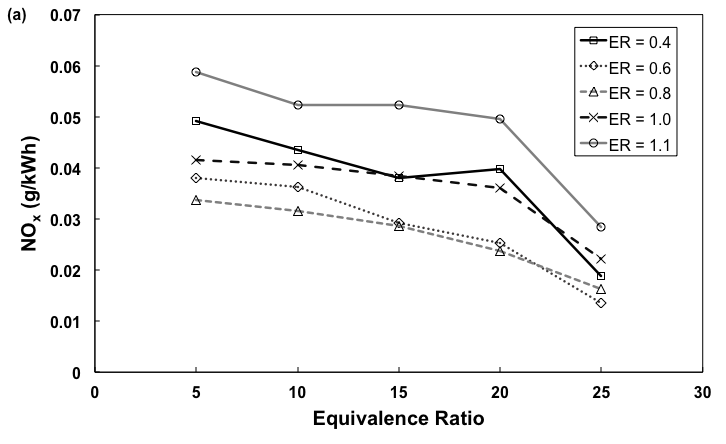 (a)
0.07
0.06
0.05
0.04
0.03
0.02
0.01
0
NOx (g/kWh)
ER = 0.4
ER = 0.6
ER = 0.8
ER = 1.0
ER = 1.1
0 5 10 15 20 25 30
Equivalence Ratio